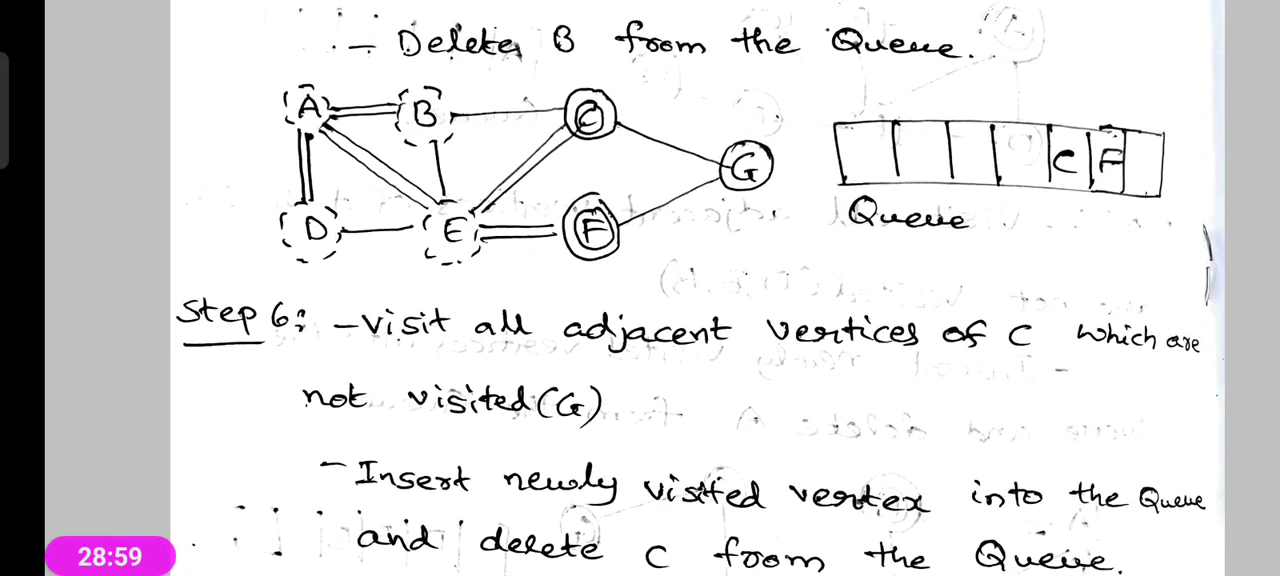 - Delete B from the Queue.
A B C
G
C F
D E F
Queue
Step 6: - Visit all adjacent vertices of C which are
not visited (G)
- Insert newly visited vertex into the Queue
and delete C from the Queue.
28:59